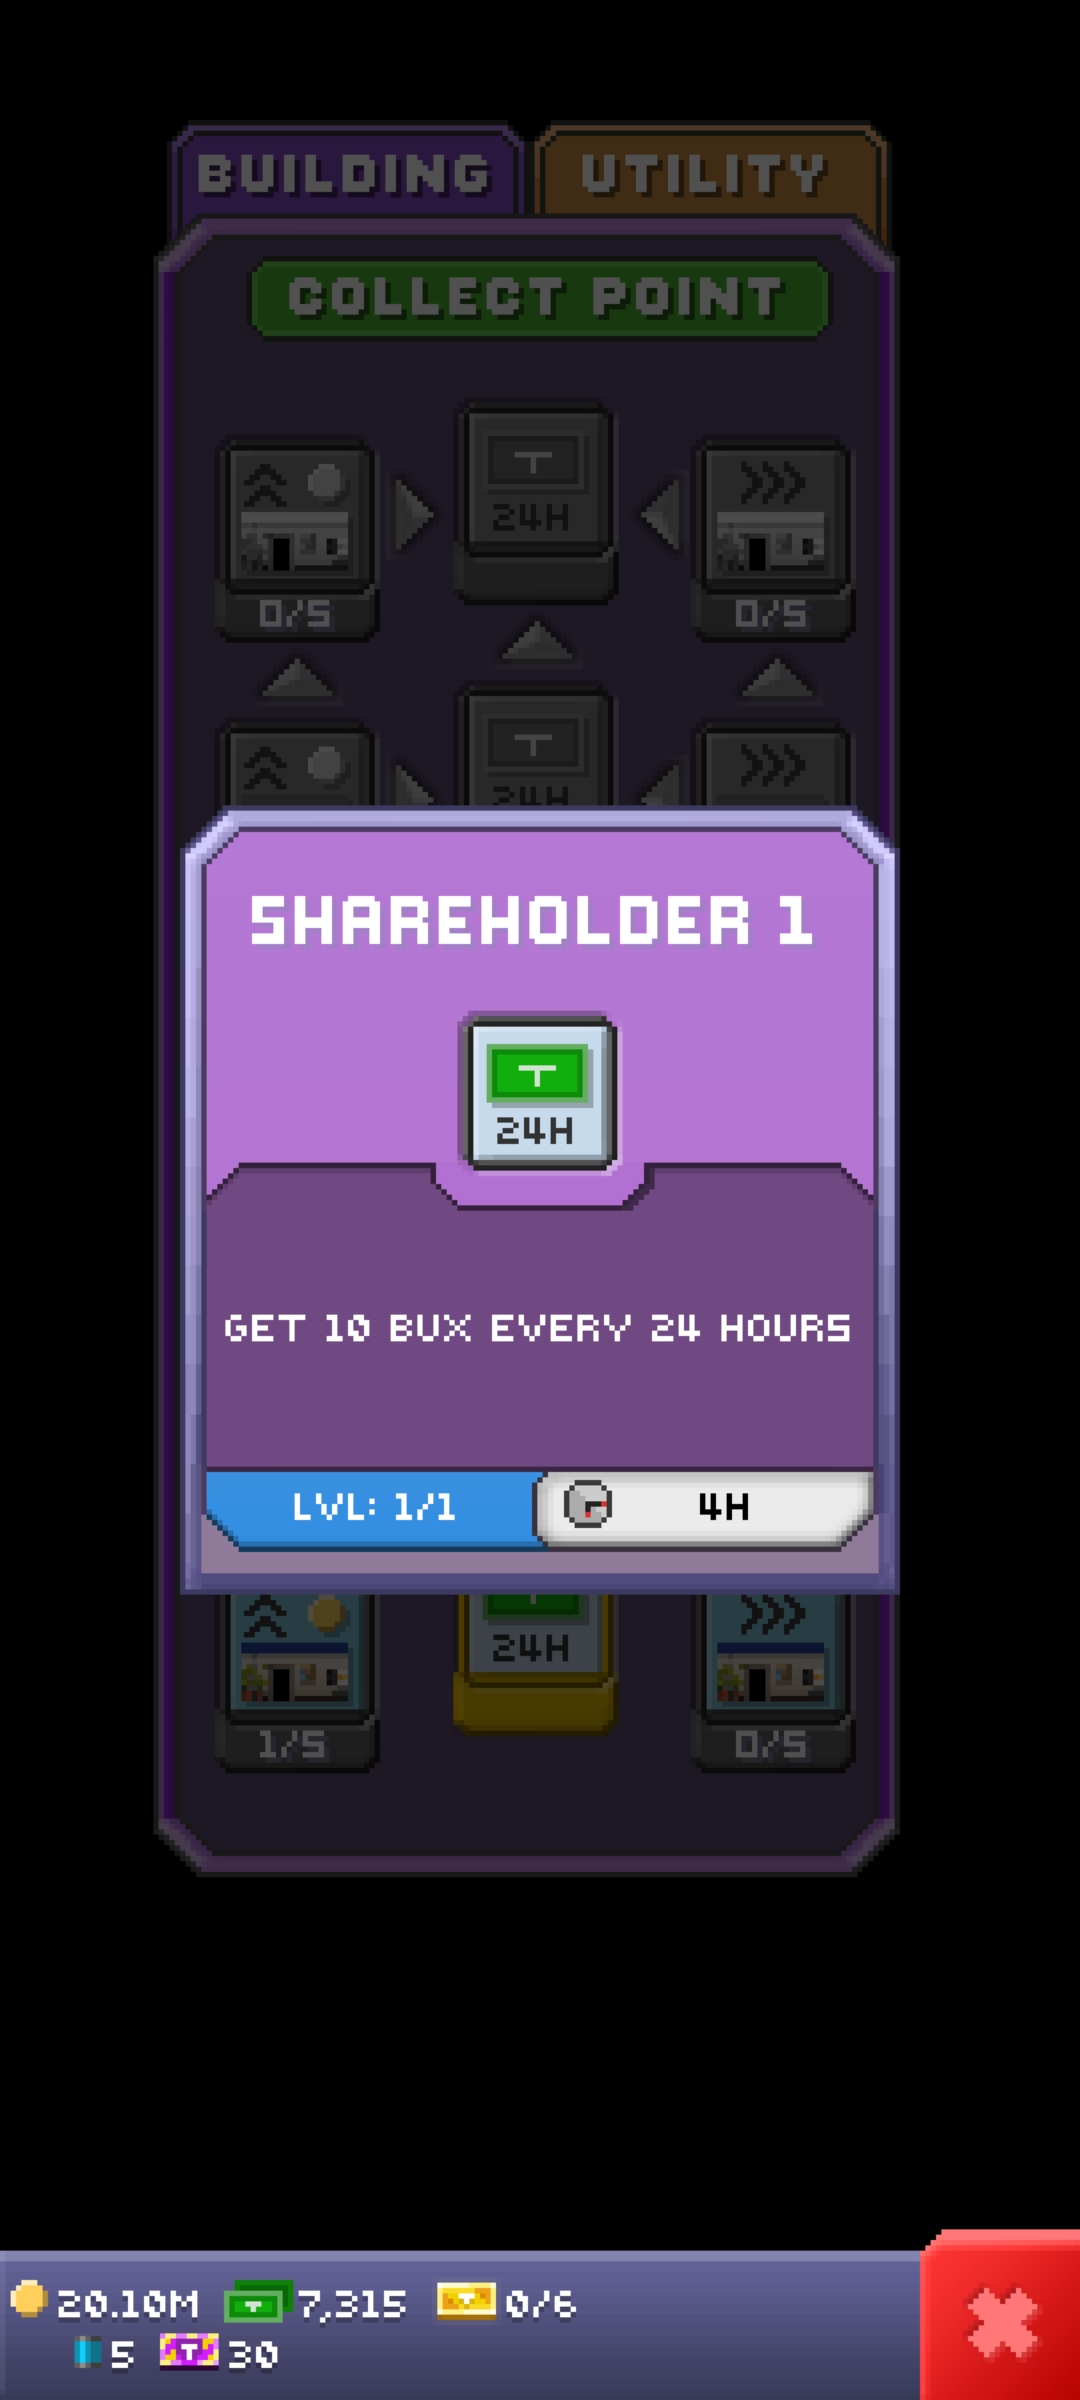 BUILDING UTILITY
COLLECT POINT
24H
0/5 0/5
24H
SHAREHOLDER 1
24H
GET 10 BUX EVERY 24 HOURS
LVL: 1/1 4H
24H
1/5 0/5
20.10M 7,315 0/6
5 30